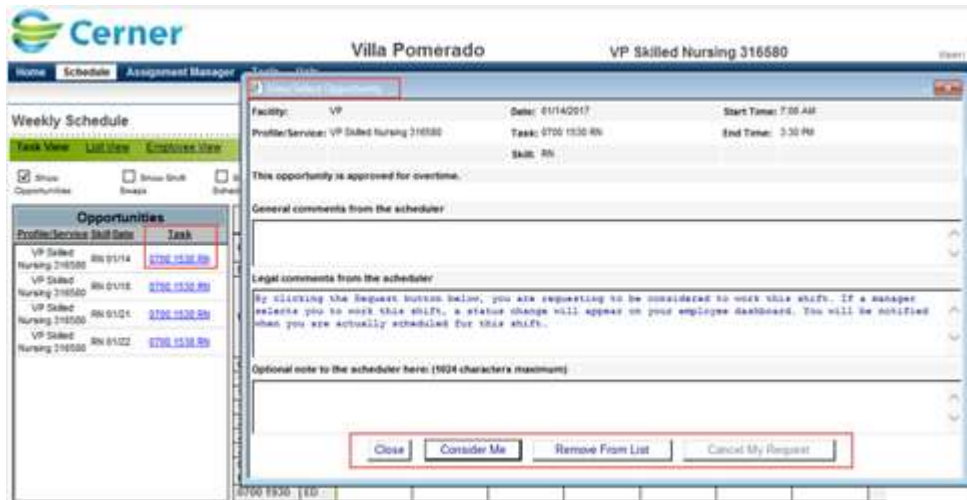 Cerner
Villa Pomerado
VP Skilled Nursing 316580
Home Schedule Assignment Manager Tools Help
View/Select Opportunity
Facility: VP Date: 01/14/2017 Start Time: 7:00 AM
Profile/Service: VP Skilled Nursing 316580 Task: 0700 1530 RN End Time: 3:30 PM
Skill: RN
This opportunity is approved for overtime.
General comments from the scheduler
Legal comments from the scheduler
By clicking the Request button below, you are requesting to be considered to work this shift. If a manager
selects you to work this shift, a status change will appear on your employee dashboard. You will be notified
when you are actually scheduled for this shift.
Optional note to the scheduler here: (1024 characters maximum)
Close Consider Me Remove From List Cancel My Request
Weekly Schedule
Task View List View Employee View
Show Opportunities
Show Shift Swaps
Opportunities
Profile/Service Skill Date Task
VP Skilled Nursing 316580 RN 01/14 0700 1530 RN
VP Skilled Nursing 316580 RN 01/15 0700 1530 RN
VP Skilled Nursing 316580 RN 01/21 0700 1530 RN
VP Skilled Nursing 316580 RN 01/22 0700 1530 RN
0700 1930 [ED